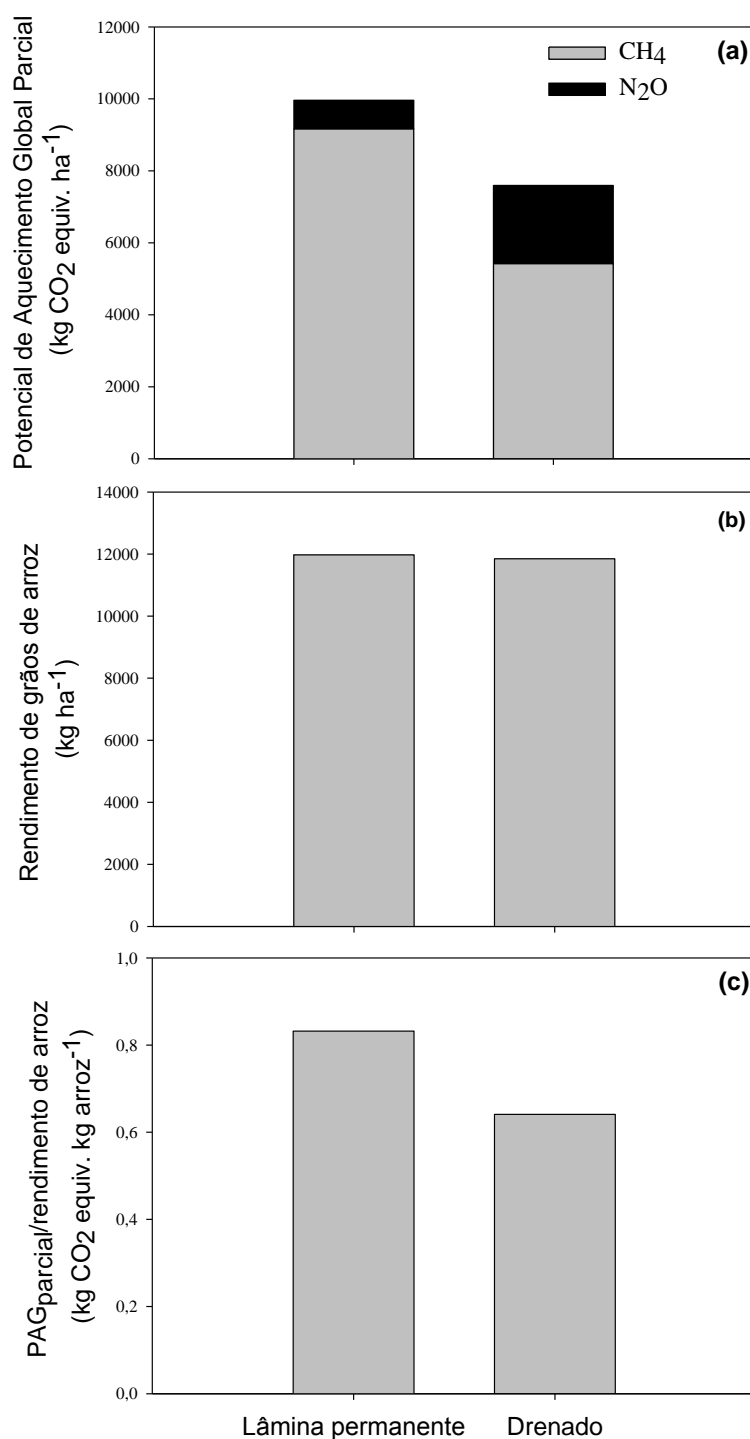 Potencial de Aquecimento Global Parcial
(kg CO2 equiv. ha-1)
12000
10000
8000
6000
4000
2000
0
(a)
CH4
N2O
Rendimento de grãos de arroz
(kg ha-1)
14000
12000
10000
8000
6000
4000
2000
0
(b)
PAGparcial/rendimento de arroz
(kg CO2 equiv. kg arroz-1)
1,0
0,8
0,6
0,4
0,2
0,0
(c)
Lâmina permanente
Drenado